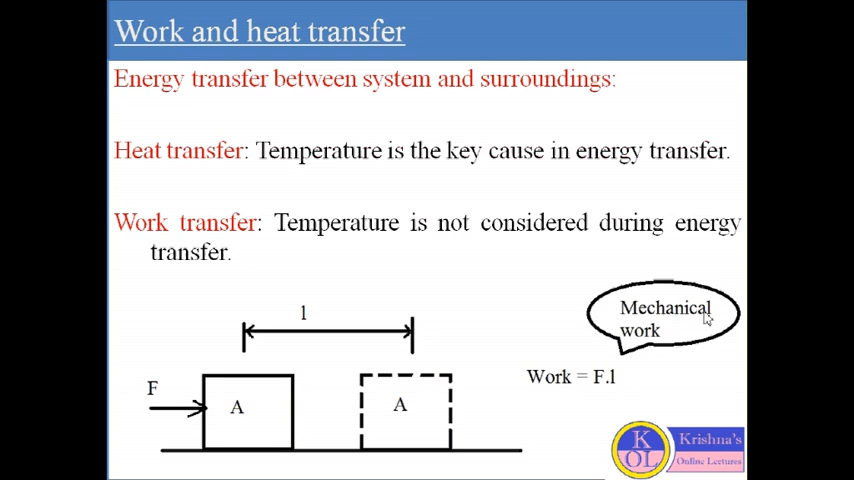 Work and heat transfer
Energy transfer between system and surroundings:
Heat transfer: Temperature is the key cause in energy transfer.
Work transfer: Temperature is not considered during energy
transfer.
l
Mechanical
work
F
A
A
Work = F.l
K
OL
Krishna's
Online Lectures